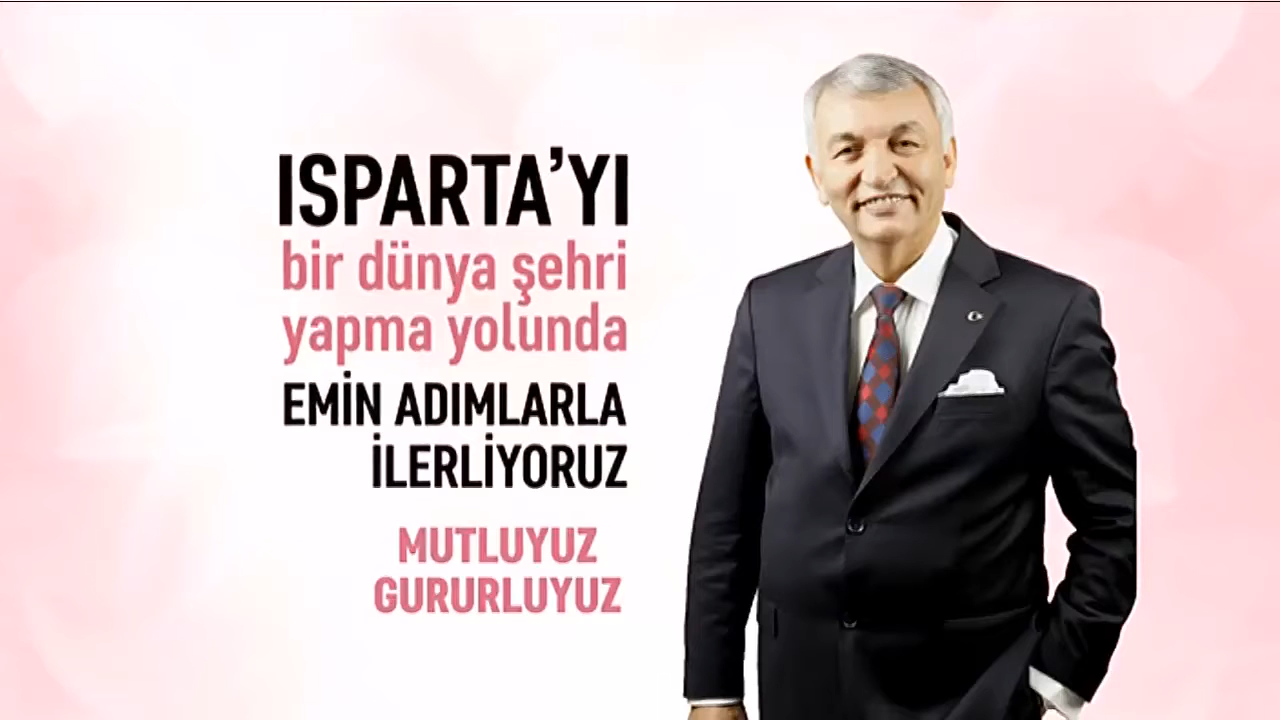 ISPARTA’YI
bir dünya şehri
yapma yolunda
EMİN ADIMLARLA
İLERLİYORUZ
MUTLUYUZ
GURURLUYUZ